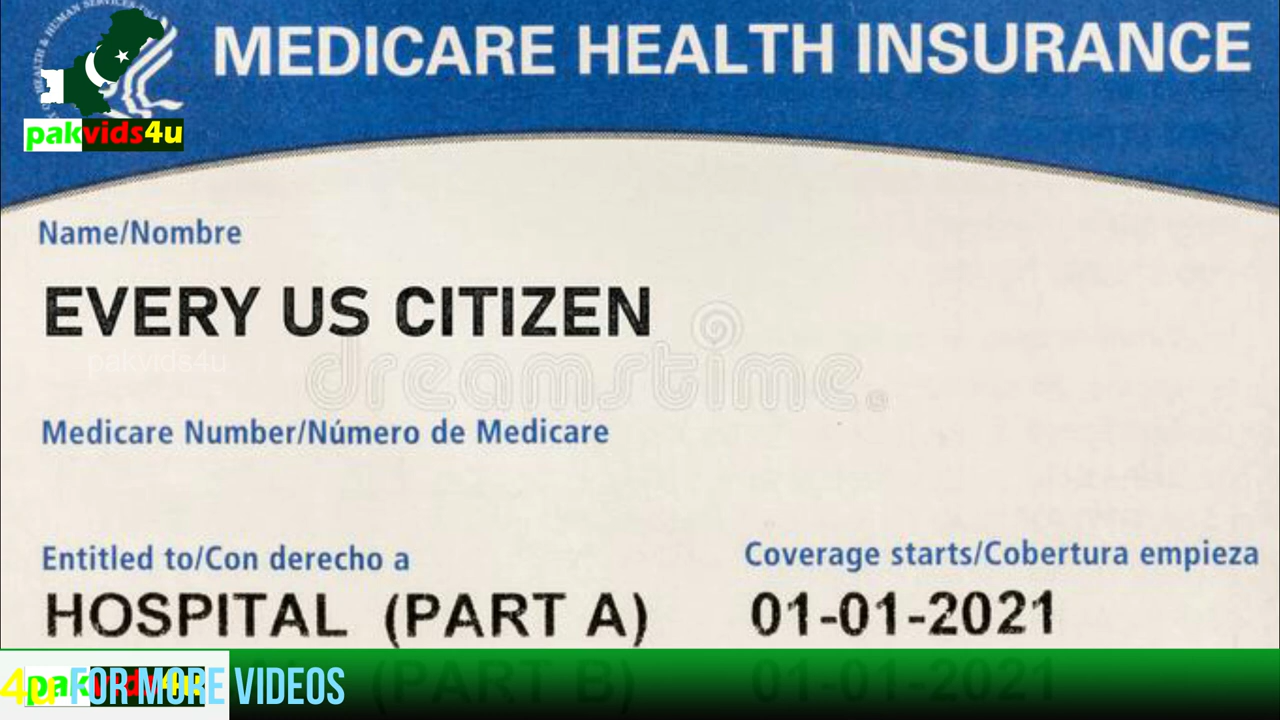 MEDICARE HEALTH INSURANCE
pakvids4u
Name/Nombre
EVERY US CITIZEN
pakvids4u
dreamstime
Medicare Number/Número de Medicare
Entitled to/Con derecho a
Coverage starts/Cobertura empieza
HOSPITAL (PART A)
01-01-2021
(PART B)
01-01-2021
4u FOR MORE VIDEOS